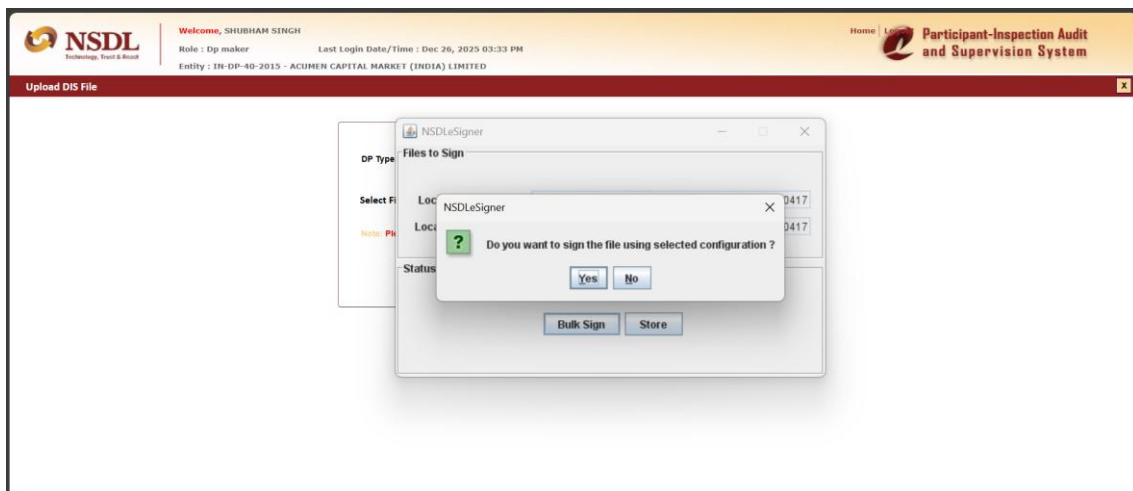 NSDL
Technology, Trust & Reach
Welcome, SHUBHAM SINGH
Role : Dp maker Last Login Date/Time : Dec 26, 2025 03:33 PM
Entity : IN-DP-40-2015 - ACUMEN CAPITAL MARKET (INDIA) LIMITED
Home
Participant-Inspection Audit
and Supervision System
Upload DIS File
X
NSDLeSigner
DP Type
Files to Sign
Select Fi
Loc
0417
Loca
0417
Note:
NSDLeSigner
?
Do you want to sign the file using selected configuration ?
Yes No
Status
Bulk Sign Store